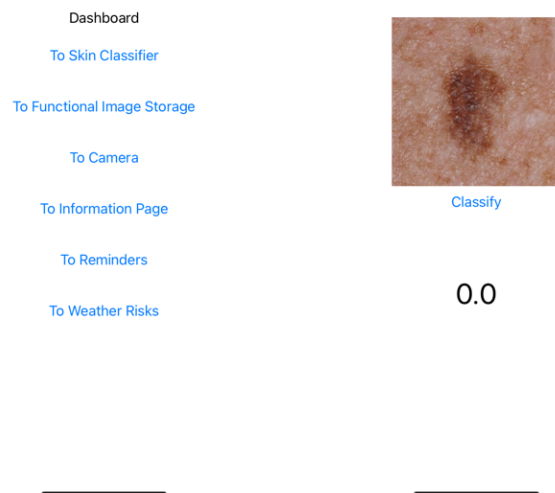 Dashboard
To Skin Classifier
To Functional Image Storage
To Camera
To Information Page
To Reminders
To Weather Risks
Classify
0.0